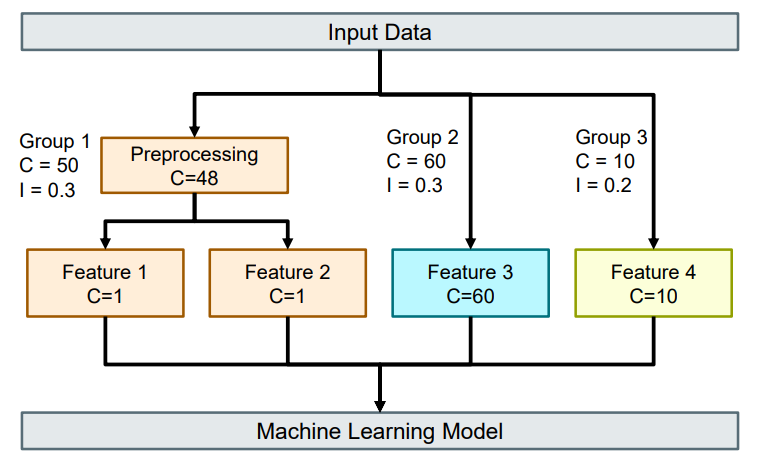 Input Data
Group 1
C = 50
I = 0.3
Preprocessing
C=48
Group 2
C = 60
I = 0.3
Group 3
C = 10
I = 0.2
Feature 1
C=1
Feature 2
C=1
Feature 3
C=60
Feature 4
C=10
Machine Learning Model